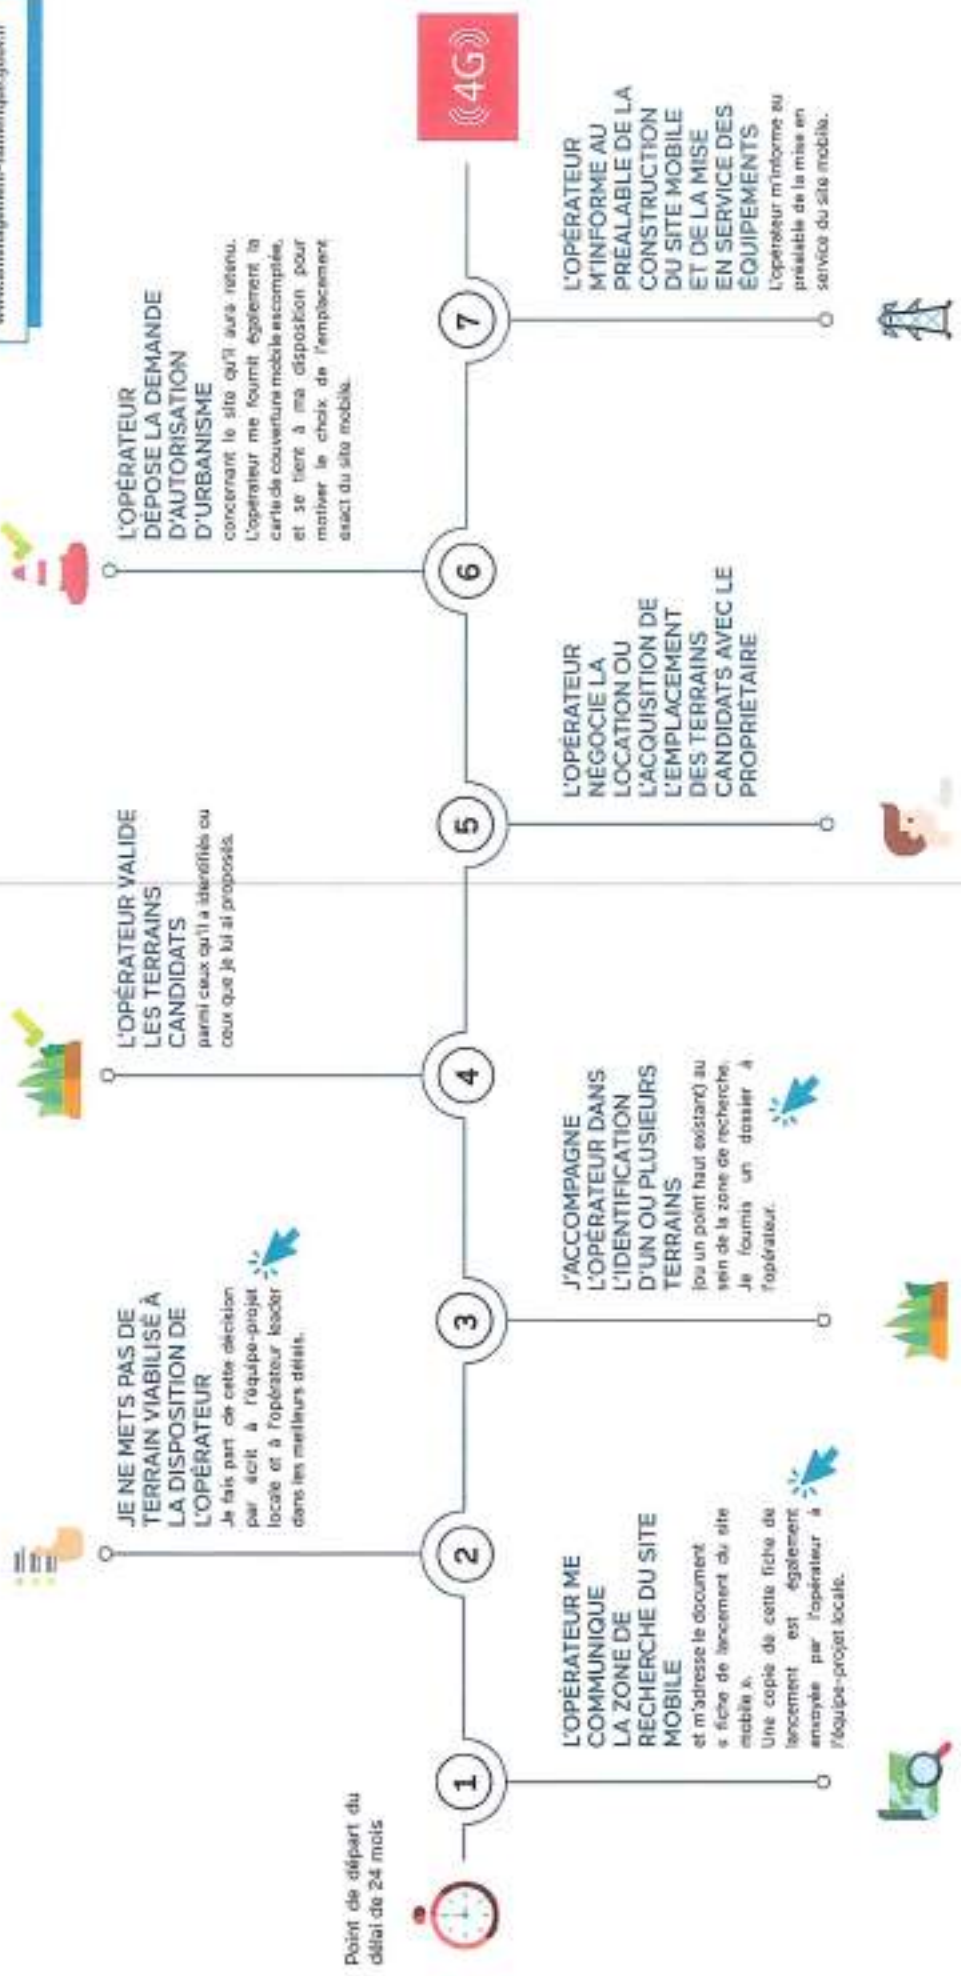 Point de départ du
délai de 24 mois
1
L'OPÉRATEUR ME
COMMUNIQUE
LA ZONE DE
RECHERCHE DU SITE
MOBILE
et m'adresse le document
« fiche de lancement du site
mobile ».
Une copie de cette fiche de
lancement est également
envoyée par l'opérateur à
l'équipe-projet locale.
2
JE NE METS PAS DE
TERRAIN VIABILISÉ À
LA DISPOSITION DE
L'OPÉRATEUR
Je fais part de cette décision
par écrit à l'équipe-projet
locale et à l'opérateur leader
dans les meilleurs délais.
3
J'ACCOMPAGNE
L'OPÉRATEUR DANS
L'IDENTIFICATION
D'UN OU PLUSIEURS
TERRAINS
(ou un point haut existant) au
sein de la zone de recherche.
Je fournis un dossier à
l'opérateur.
4
L'OPÉRATEUR VALIDE
LES TERRAINS
CANDIDATS
parmi ceux qu'il a identifiés ou
ceux que je lui ai proposés.
5
L'OPÉRATEUR
NÉGOCIE LA
LOCATION OU
L'ACQUISITION DE
L'EMPLACEMENT
DES TERRAINS
CANDIDATS AVEC LE
PROPRIÉTAIRE
6
L'OPÉRATEUR
DÉPOSE LA DEMANDE
D'AUTORISATION
D'URBANISME
concernant le site qu'il aura retenu.
L'opérateur me fournit également la
carte de couverture mobile escomptée,
et se tient à ma disposition pour
motiver le choix de l'emplacement
exact du site mobile.
7
L'OPÉRATEUR
M'INFORME AU
PRÉALABLE DE LA
CONSTRUCTION
DU SITE MOBILE
ET DE LA MISE
EN SERVICE DES
ÉQUIPEMENTS
L'opérateur m'informe au
préalable de la mise en
service du site mobile.
4G